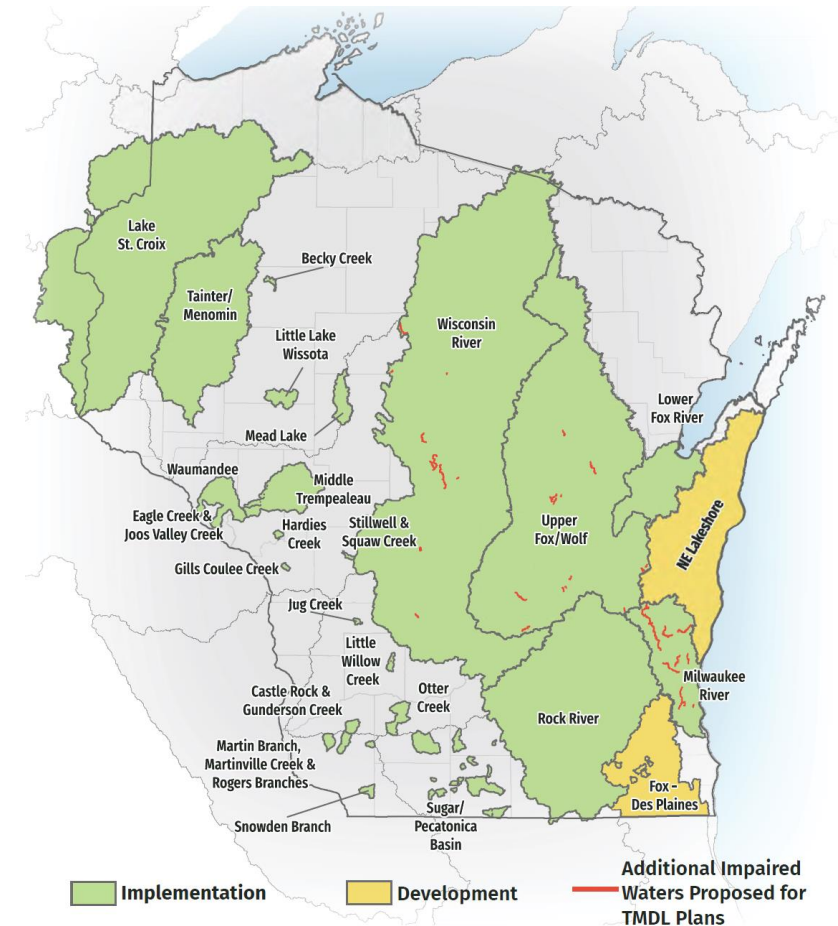 Lake
St. Croix
Becky Creek
Tainter/
Menomin
Wisconsin
River
Little Lake
Wissota
Lower
Fox River
Mead Lake
Waumandee
Middle
Trempealeau
Eagle Creek &
Joos Valley Creek
Hardies
Creek
Stillwell &
Squaw Creek
Upper
Fox/Wolf
NE Lakeshore
Gills Coulee Creek
Jug Creek
Little
Willow
Creek
Milwaukee
River
Castle Rock &
Gunderson Creek
Otter
Creek
Rock River
Martin Branch,
Martinville Creek &
Rogers Branches
Fox –
Des Plaines
Snowden Branch
Sugar/
Pecatonica
Basin
Implementation
Development
Additional Impaired
Waters Proposed for
TMDL Plans